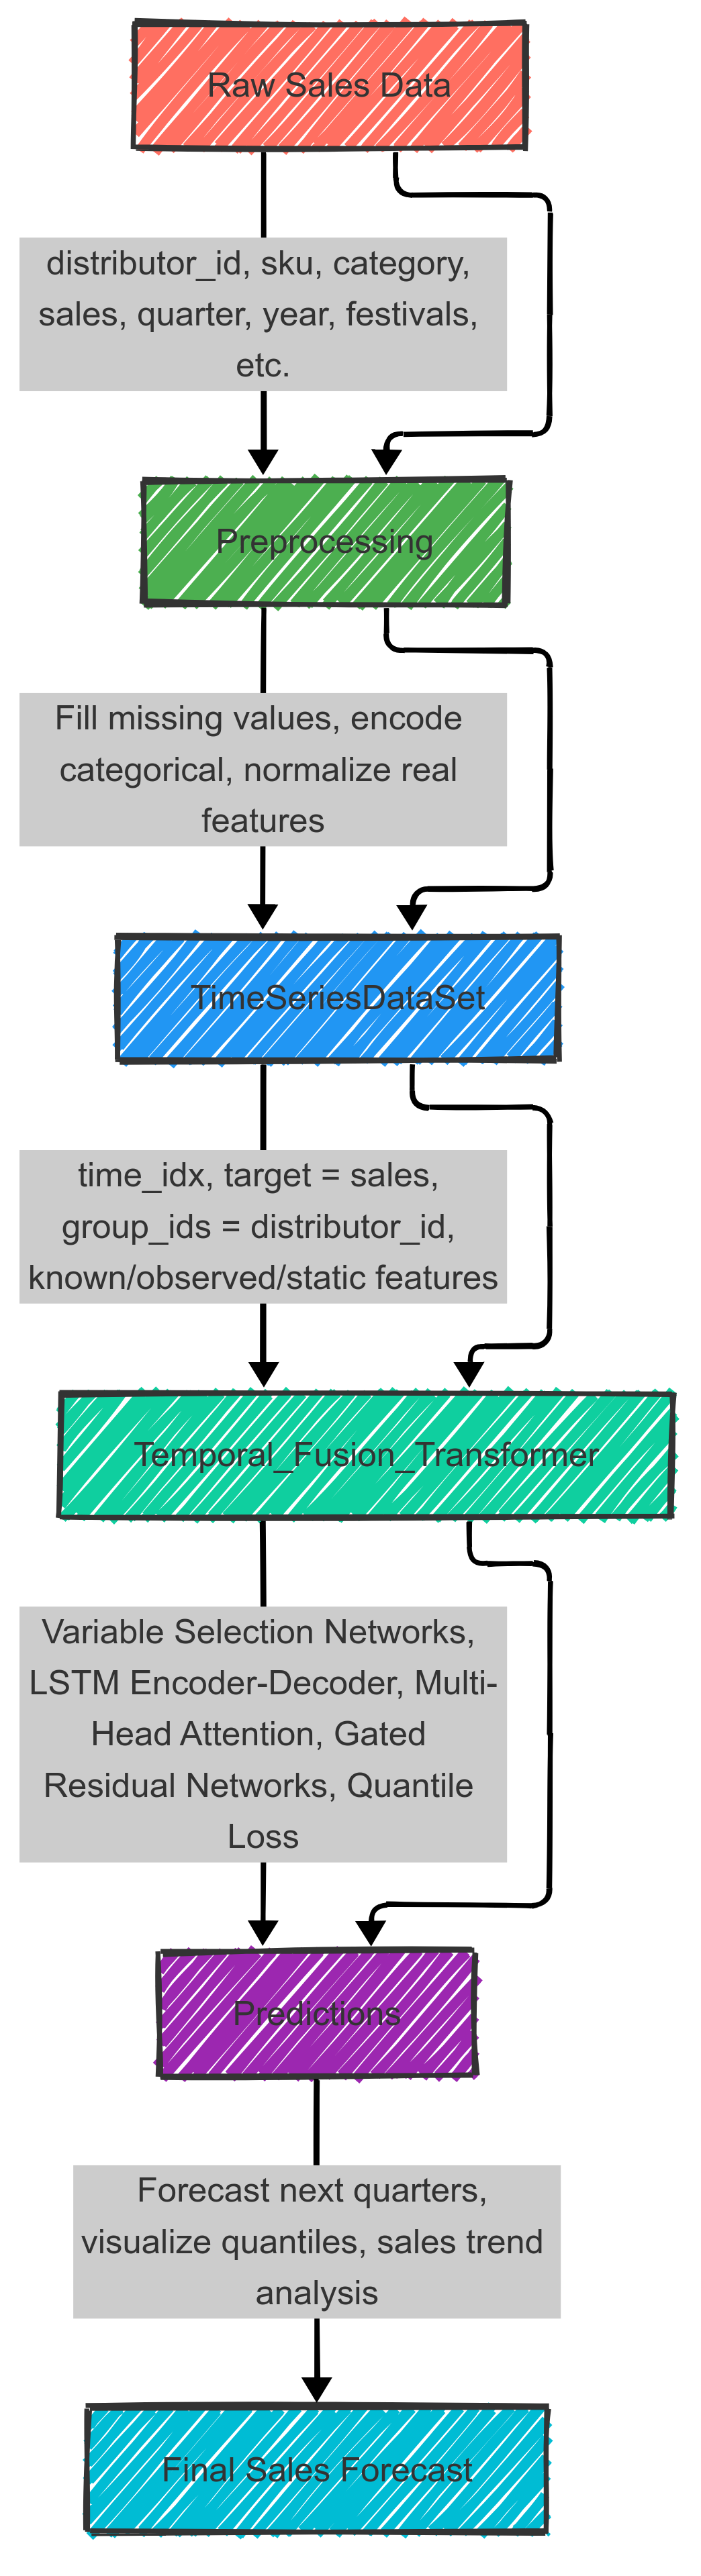 Raw Sales Data
distributor_id, sku, category,
sales, quarter, year, festivals,
etc.
Preprocessing
Fill missing values, encode
categorical, normalize real
features
TimeSeriesDataSet
time_idx, target = sales,
group_ids = distributor_id,
known/observed/static features
Temporal_Fusion_Transformer
Variable Selection Networks,
LSTM Encoder-Decoder, Multi-
Head Attention, Gated
Residual Networks, Quantile
Loss
Predictions
Forecast next quarters,
visualize quantiles, sales trend
analysis
Final Sales Forecast